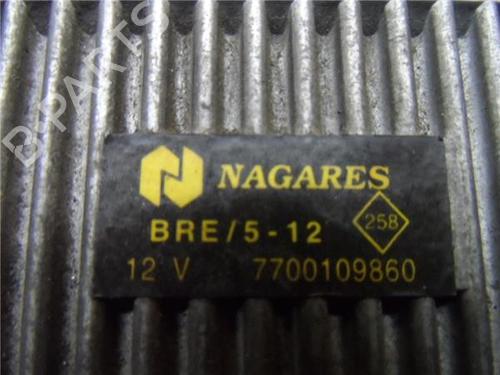 B-PARTS
NAGARES
BRE/5-12
258
12 V 7700109860